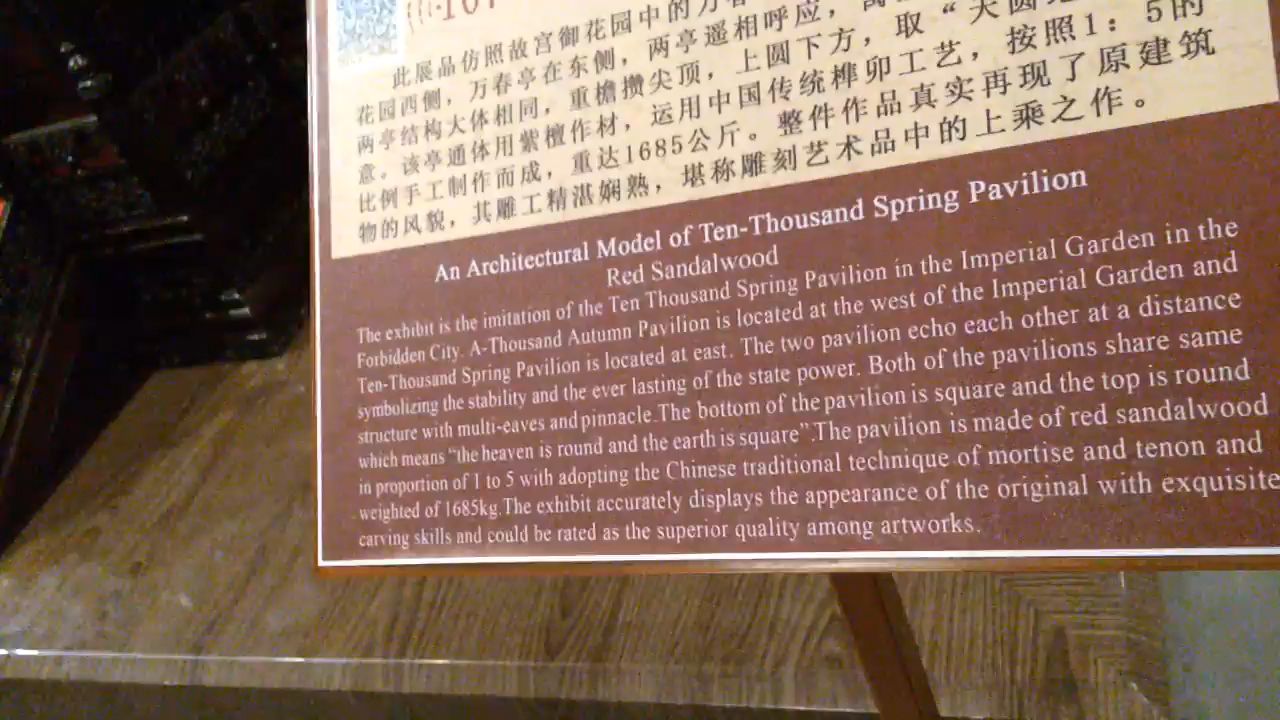 此展品仿照故宫御花园中的万
花园西侧，万春亭在东侧，两亭遥相呼应，
两亭结构大体相同，重檐攒尖顶，上圆下方，取“天圆
意。该亭通体用紫檀作材，运用中国传统榫卯工艺，按照1：5的
比例手工制作而成，重达1685公斤。整件作品真实再现了原建筑
物的风貌，其雕工精湛娴熟，堪称雕刻艺术品中的上乘之作。
An Architectural Model of Ten-Thousand Spring Pavilion
Red Sandalwood
The exhibit is the imitation of the Ten Thousand Spring Pavilion in the Imperial Garden in the
Forbidden City. A-Thousand Autumn Pavilion is located at the west of the Imperial Garden and
Ten-Thousand Spring Pavilion is located at east. The two pavilion echo each other at a distance
symbolizing the stability and the ever lasting of the state power. Both of the pavilions share same
structure with multi-eaves and pinnacle.The bottom of the pavilion is square and the top is round
which means “the heaven is round and the earth is square”.The pavilion is made of red sandalwood
in proportion of 1 to 5 with adopting the Chinese traditional technique of mortise and tenon and
weighted of 1685kg.The exhibit accurately displays the appearance of the original with exquisite
carving skills and could be rated as the superior quality among artworks.